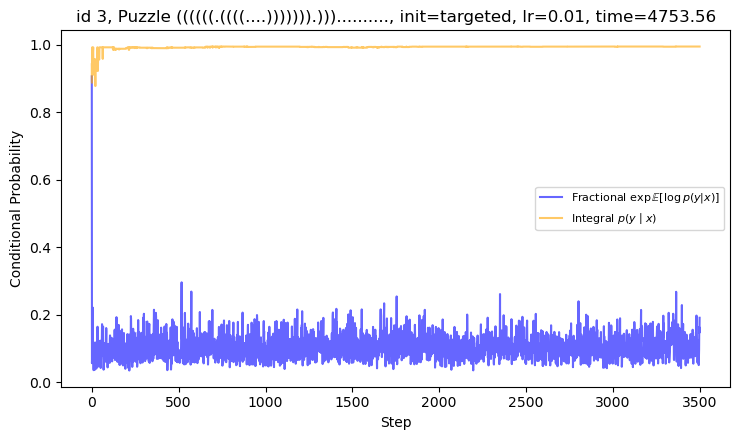 id 3, Puzzle ((((((.((((....))))))).))).........., init=targeted, lr=0.01, time=4753.56
Conditional Probability
1.0
0.8
0.6
0.4
0.2
0.0
Fractional exp𝔼[log p(y|x)]
Integral p(y | x)
0 500 1000 1500 2000 2500 3000 3500
Step